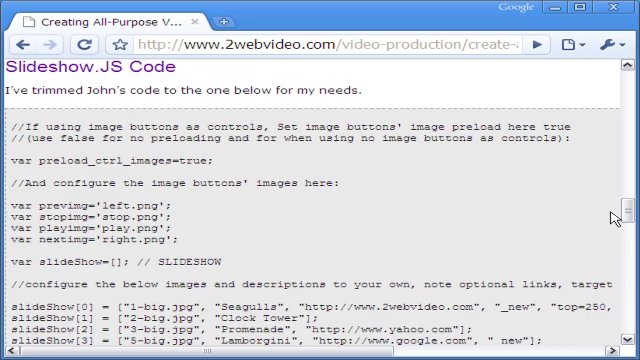 Google
Creating All-Purpose V...
http://www.2webvideo.com/video-production/create-
Slideshow.JS Code
I've trimmed John's code to the one below for my needs.
//If using image buttons as controls, Set image buttons' image preload here true
//(use false for no preloading and for when using no image buttons as controls):
var preload_ctrl_images=true;
//And configure the image buttons' images here:
var previmg='left.png';
var stopimg='stop.png';
var playimg='play.png';
var nextimg='right.png';
var slideShow=[]; // SLIDESHOW
//configure the below images and descriptions to your own, note optional links, target
slideShow[0] = ["1-big.jpg", "Seagulls", "http://www.2webvideo.com", "_new", "top=250,
slideShow[1] = ["2-big.jpg", "Clock Tower"];
slideShow[2] = ["3-big.jpg", "Promenade", "http://www.yahoo.com"];
slideShow[3] = ["5-big.jpg", "Lamborgini", "http://www.google.com", "_new"];